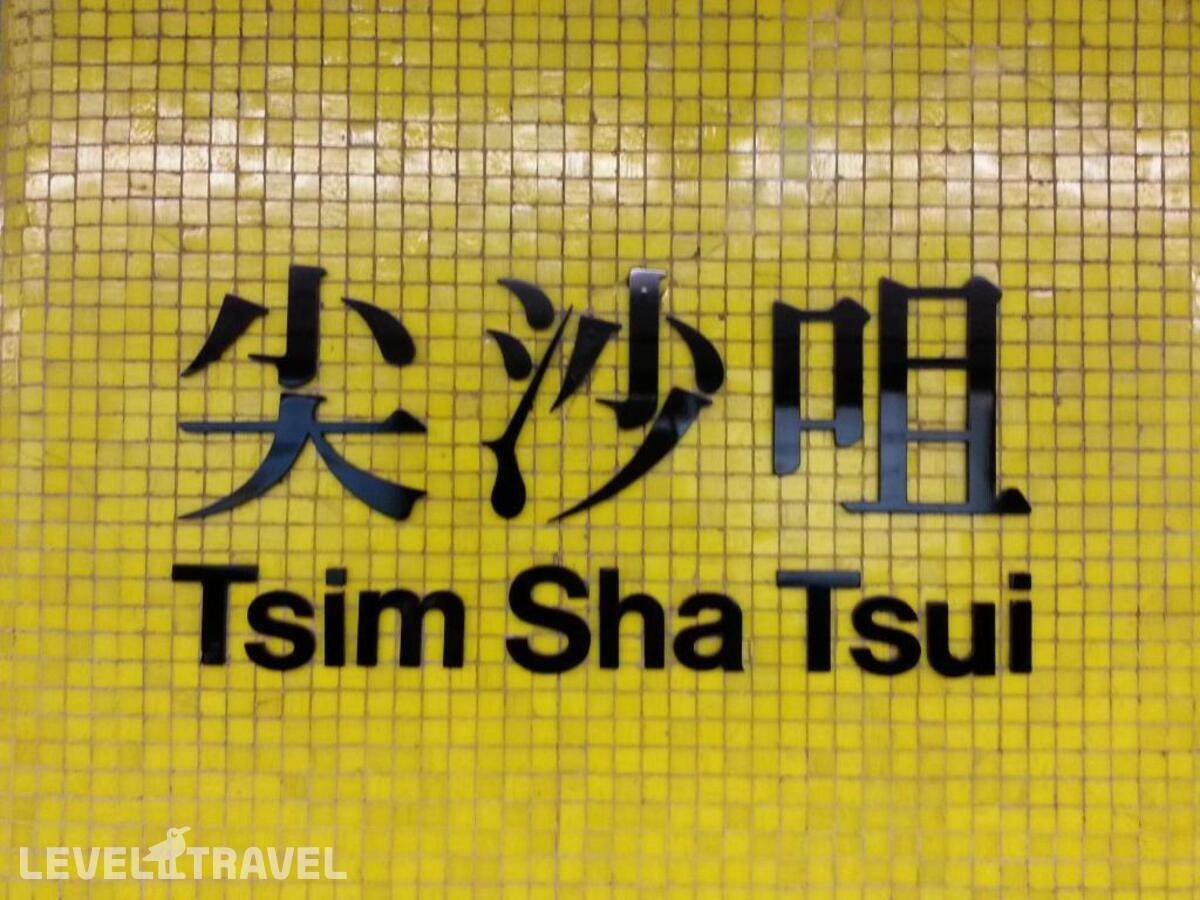 尖沙咀
Tsim Sha Tsui
LEVEL.TRAVEL